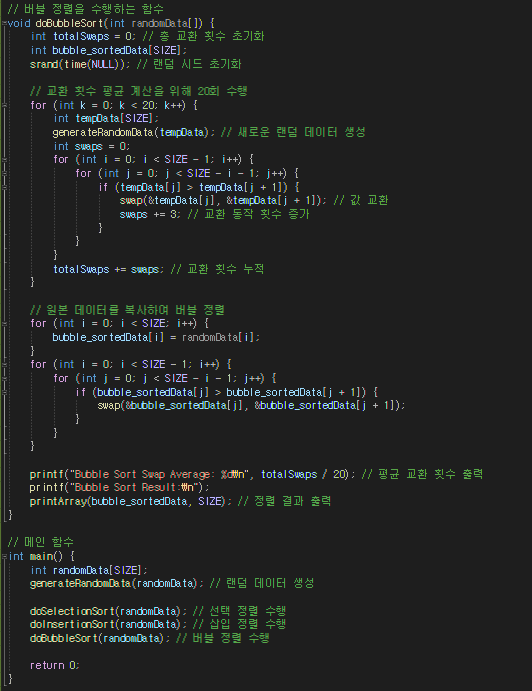 // 버블 정렬을 수행하는 함수
void doBubbleSort(int randomData[]) {
    int totalSwaps = 0; // 총 교환 횟수 초기화
    int bubble_sortedData[SIZE];
    srand(time(NULL)); // 랜덤 시드 초기화

    // 교환 횟수 평균 계산을 위해 20회 수행
    for (int k = 0; k < 20; k++) {
        int tempData[SIZE];
        generateRandomData(tempData); // 새로운 랜덤 데이터 생성
        int swaps = 0;
        for (int i = 0; i < SIZE - 1; i++) {
            for (int j = 0; j < SIZE - i - 1; j++) {
                if (tempData[j] > tempData[j + 1]) {
                    swap(&tempData[j], &tempData[j + 1]); // 값 교환
                    swaps += 3; // 교환 동작 횟수 증가
                }
            }
        }
        totalSwaps += swaps; // 교환 횟수 누적
    }

    // 원본 데이터를 복사하여 버블 정렬
    for (int i = 0; i < SIZE; i++) {
        bubble_sortedData[i] = randomData[i];
    }
    for (int i = 0; i < SIZE - 1; i++) {
        for (int j = 0; j < SIZE - i - 1; j++) {
            if (bubble_sortedData[j] > bubble_sortedData[j + 1]) {
                swap(&bubble_sortedData[j], &bubble_sortedData[j + 1]);
            }
        }
    }

    printf("Bubble Sort Swap Average: %d₩n", totalSwaps / 20); // 평균 교환 횟수 출력
    printf("Bubble Sort Result:₩n");
    printArray(bubble_sortedData, SIZE); // 정렬 결과 출력
}

// 메인 함수
int main() {
    int randomData[SIZE];
    generateRandomData(randomData); // 랜덤 데이터 생성

    doSelectionSort(randomData); // 선택 정렬 수행
    doInsertionSort(randomData); // 삽입 정렬 수행
    doBubbleSort(randomData); // 버블 정렬 수행

    return 0;
}